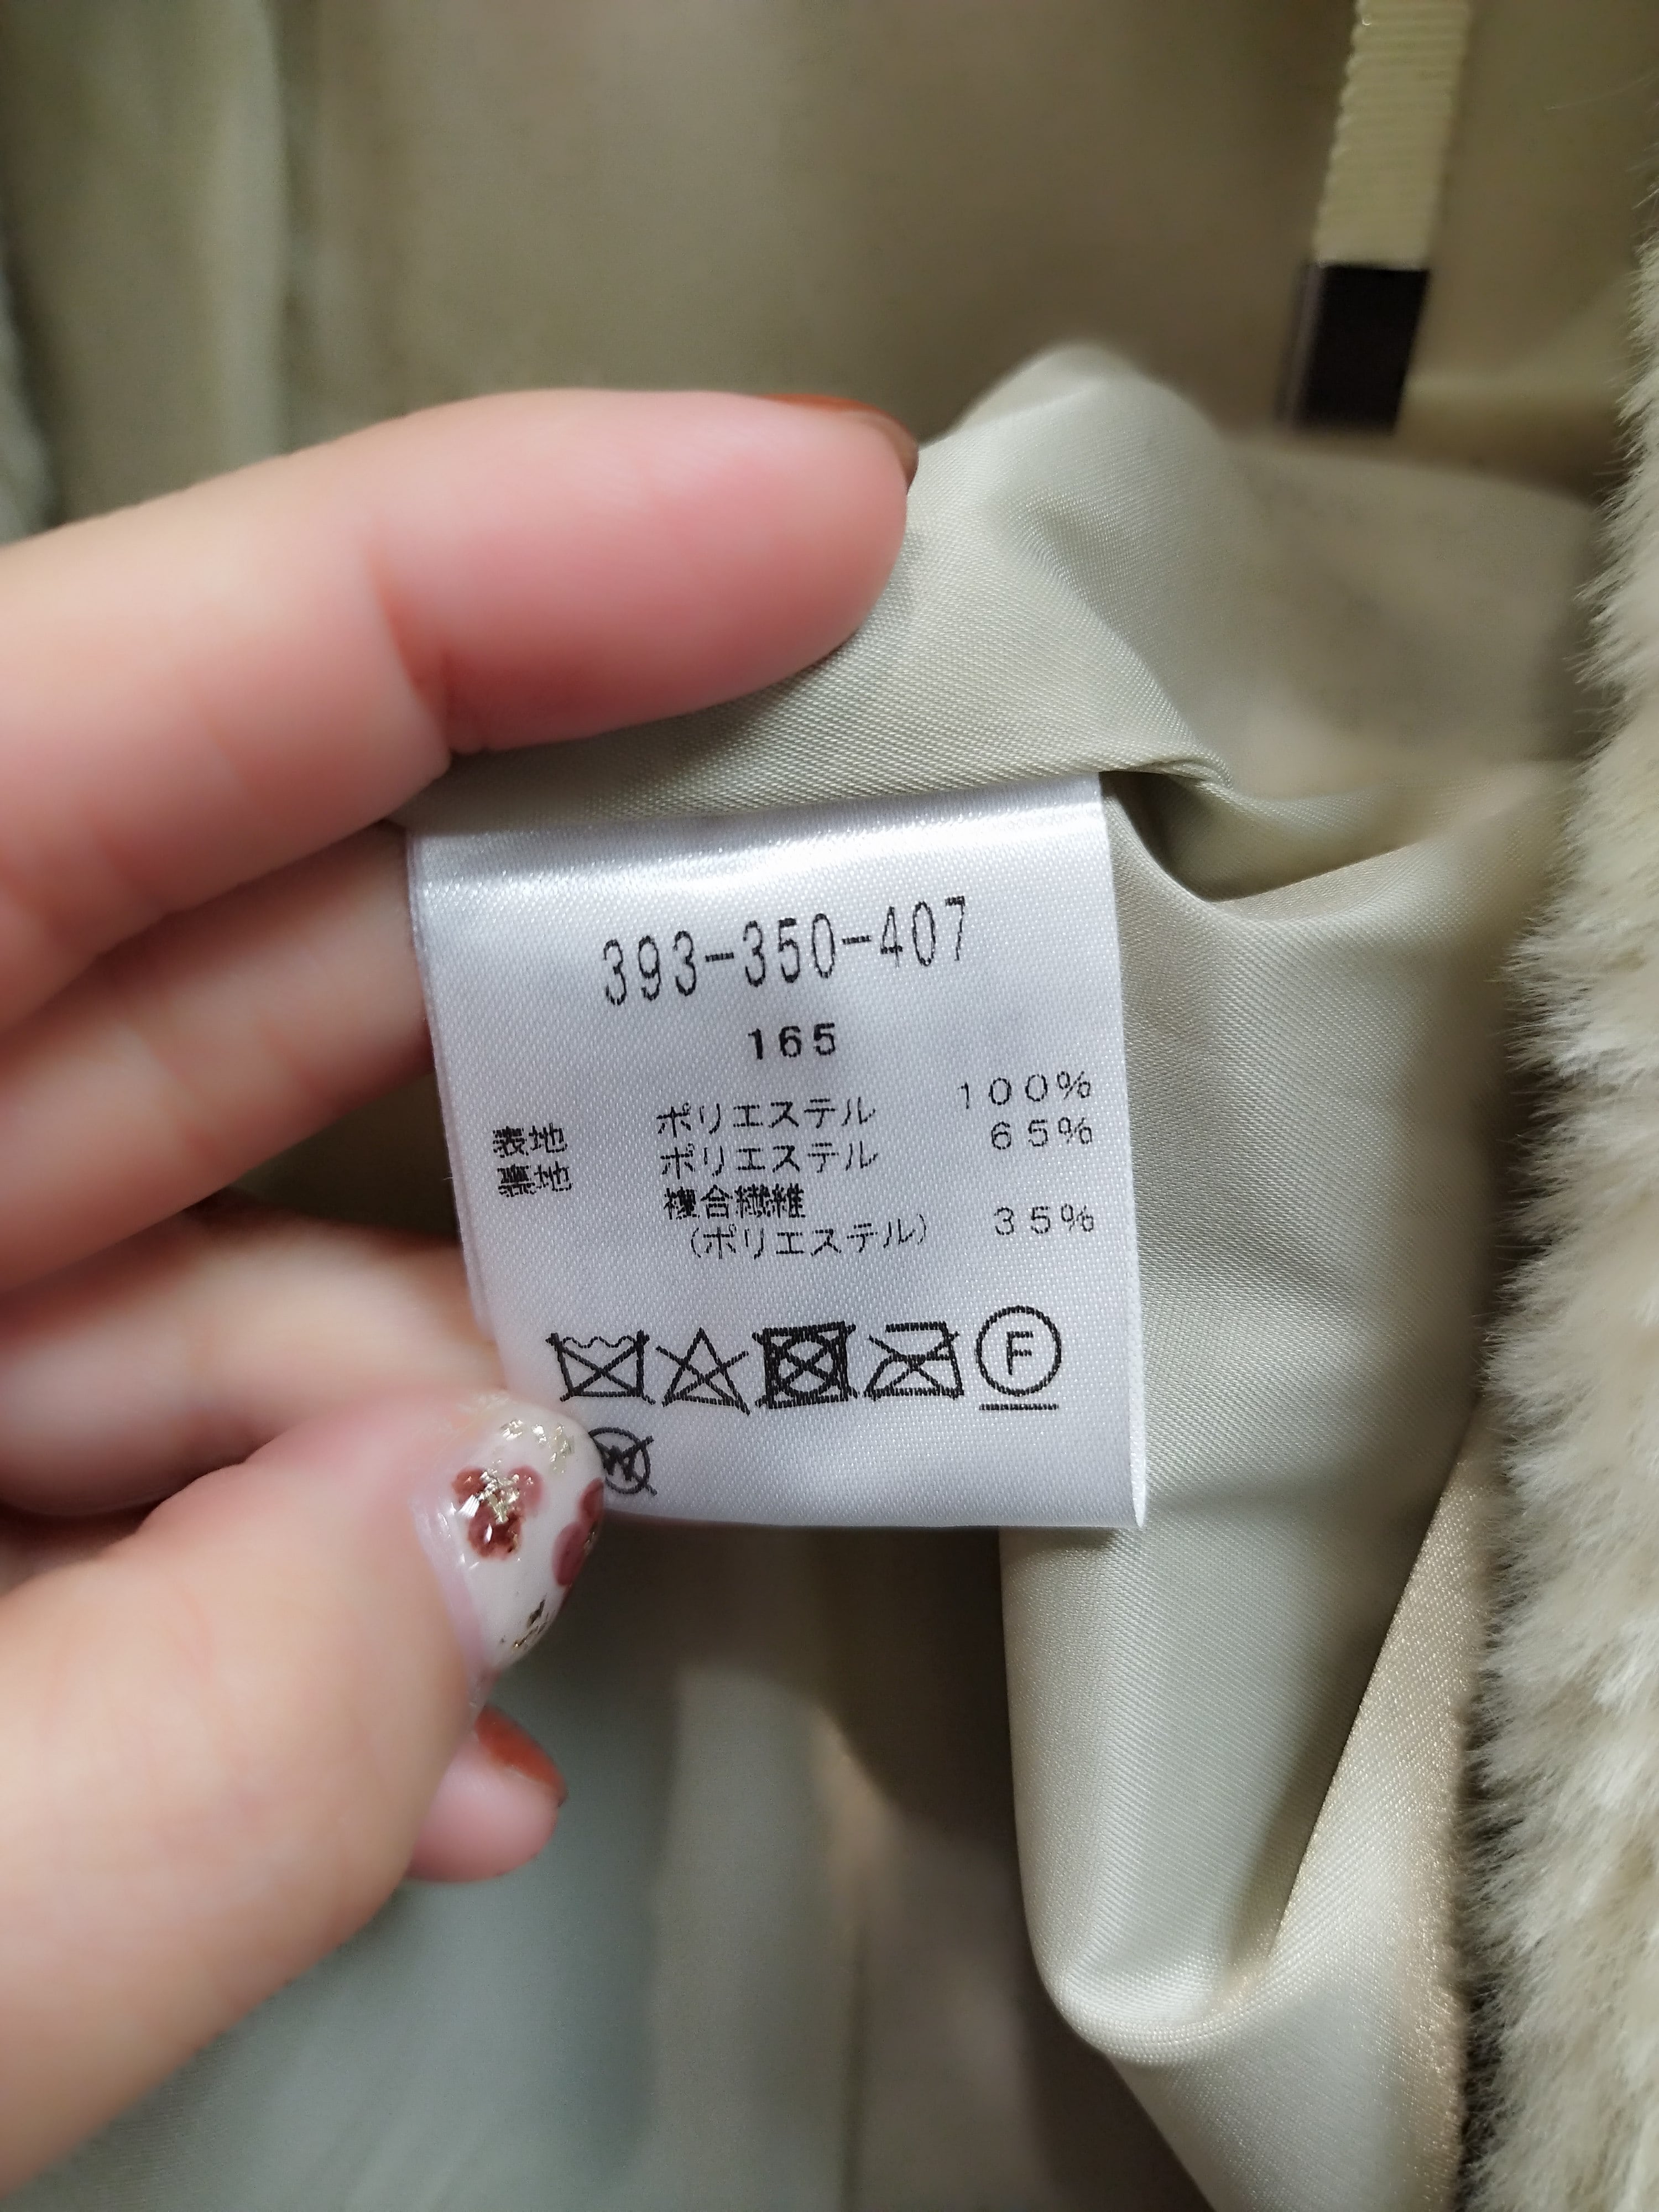 393-350-407
165
表地 ポリエステル 100%
裏地 ポリエステル 65%
複合繊維
(ポリエステル) 35%
F
W